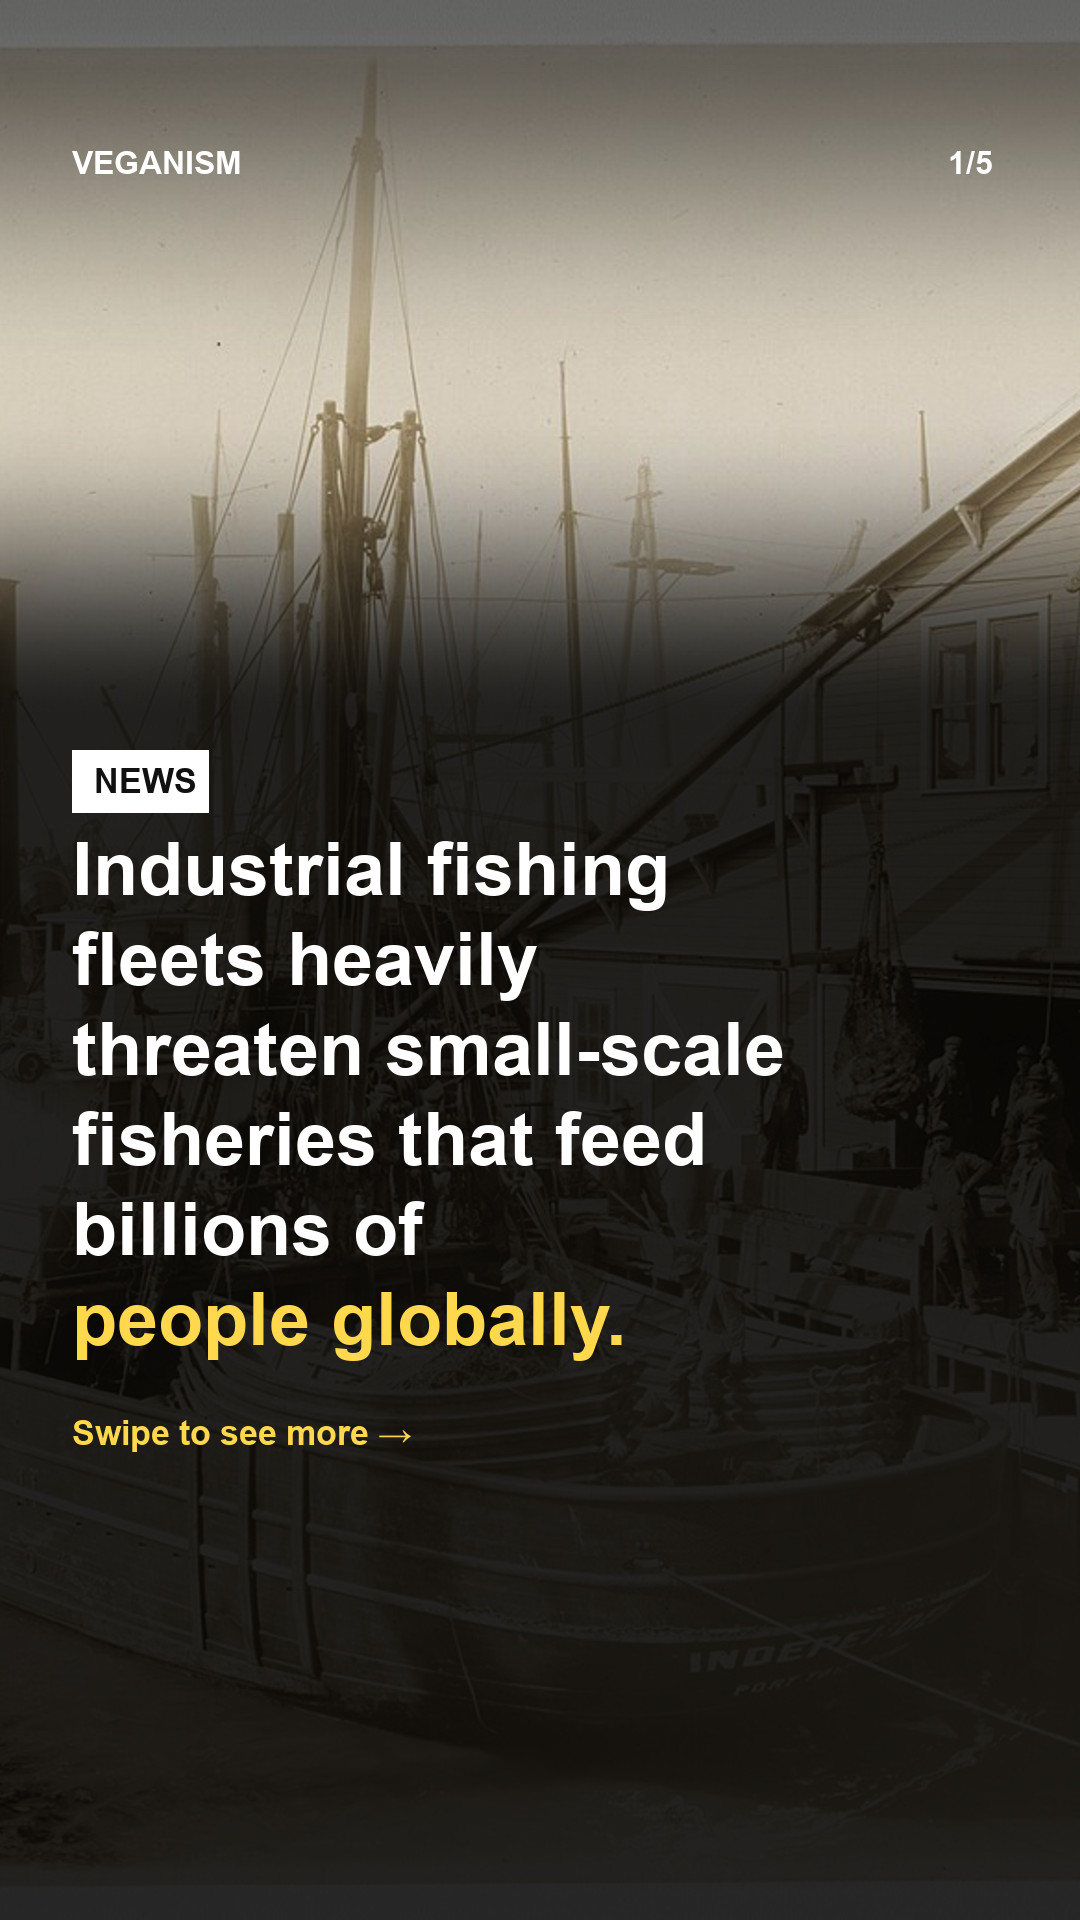 VEGANISM
1/5
NEWS
Industrial fishing
fleets heavily
threaten small-scale
fisheries that feed
billions of
people globally.
Swipe to see more →
PORT